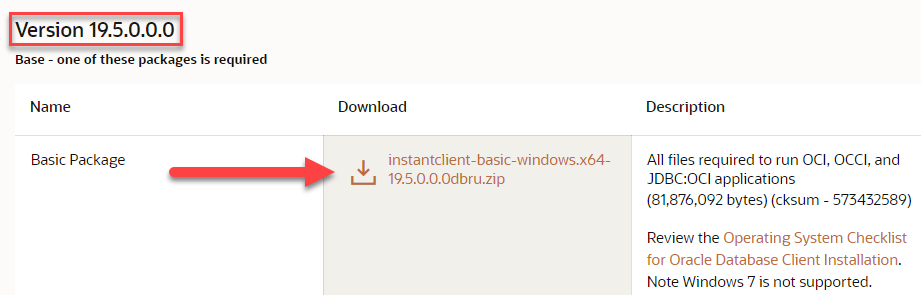 Version 19.5.0.0.0
Base - one of these packages is required
Name
Download
Description
Basic Package
instantclient-basic-windows.x64-
19.5.0.0.0dbru.zip
All files required to run OCI, OCCI, and
JDBC:OCI applications
(81,876,092 bytes) (cksum - 573432589)
Review the Operating System Checklist
for Oracle Database Client Installation.
Note Windows 7 is not supported.